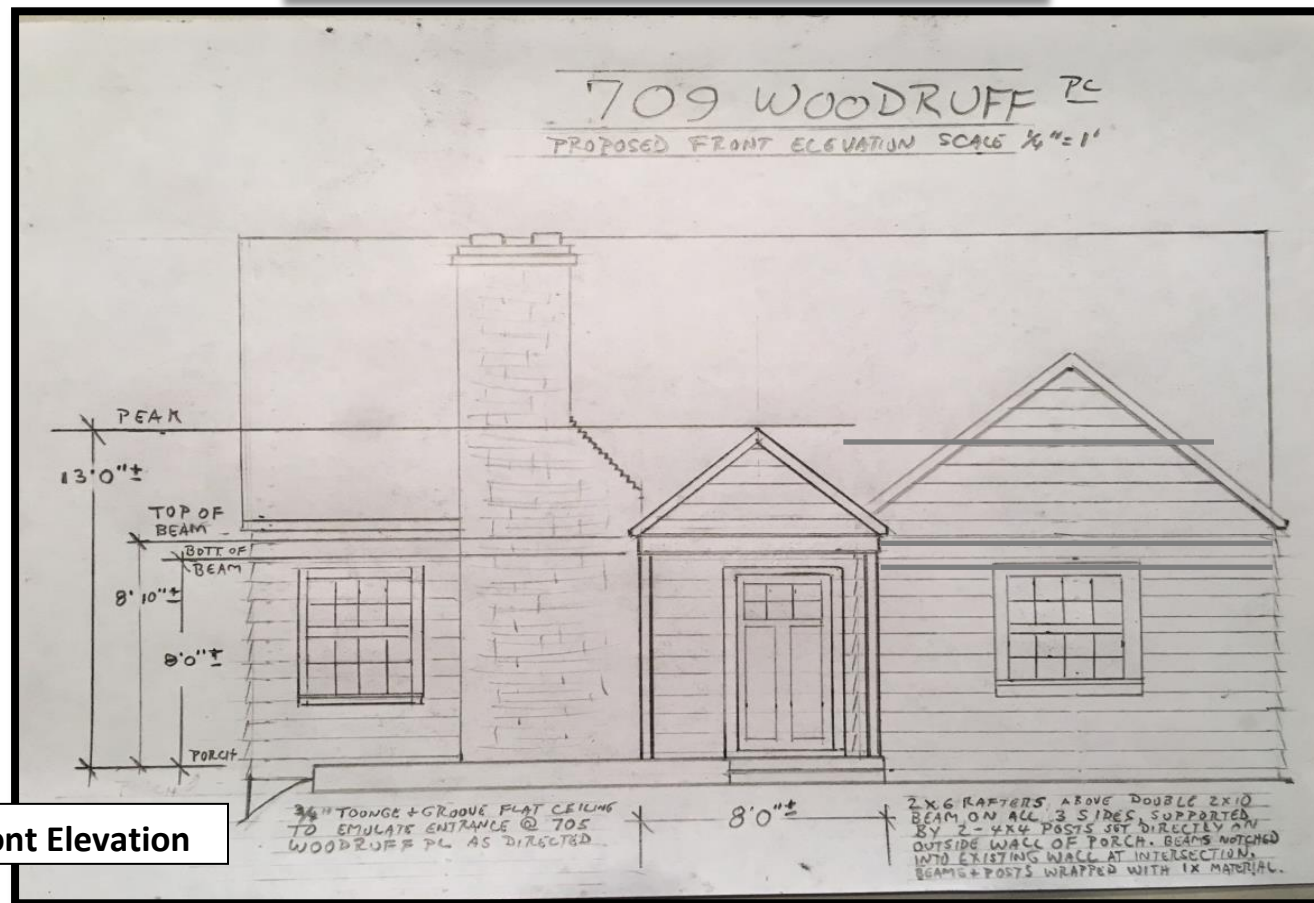 709 WOODRUFF PL
PROPOSED FRONT ELEVATION SCALE ¼"=1'
PEAK
13'0"±
TOP OF
BEAM
BOTT OF
BEAM
8'10"±
8'0"±
PORCH
¾" TOONGE + GROOVE FLAT CEILING
TO EMULATE ENTRANCE @ 705
WOODRUFF PL AS DIRECTED
8'0"±
2X6 RAFTERS ABOVE DOUBLE 2X10
BEAM ON ALL 3 SIDES, SUPPORTED
BY 2-4X4 POSTS SET DIRECTLY ON
OUTSIDE WALL OF PORCH. BEAMS NOTCHED
INTO EXISTING WALL AT INTERSECTION.
BEAMS + POSTS WRAPPED WITH 1X MATERIAL.
ont Elevation